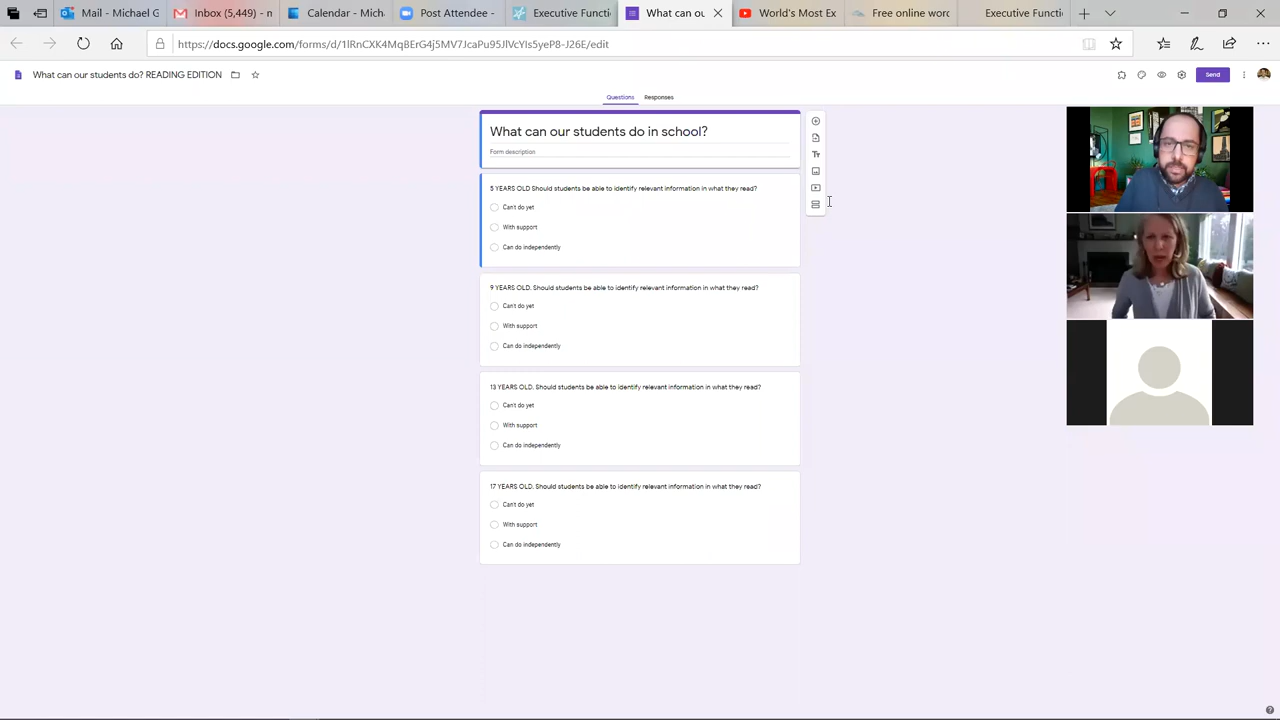 Mail - Michael G
(5,449)
Calendar - Mich
Post Attende
Executive Functi
What can ou
World's Most Ex
Free online work
Executive Functi
https://docs.google.com/forms/d/1lRnCXK4MqBErG4j5MV7JcaPu95JlVcYIs5yeP8-J26E/edit
What can our students do? READING EDITION
Send
Questions
Responses
What can our students do in school?
Form description
5 YEARS OLD Should students be able to identify relevant information in what they read?
Can't do yet
With support
Can do independently
9 YEARS OLD. Should students be able to identify relevant information in what they read?
Can't do yet
With support
Can do independently
13 YEARS OLD. Should students be able to identify relevant information in what they read?
Can't do yet
With support
Can do independently
17 YEARS OLD. Should students be able to identify relevant information in what they read?
Can't do yet
With support
Can do independently